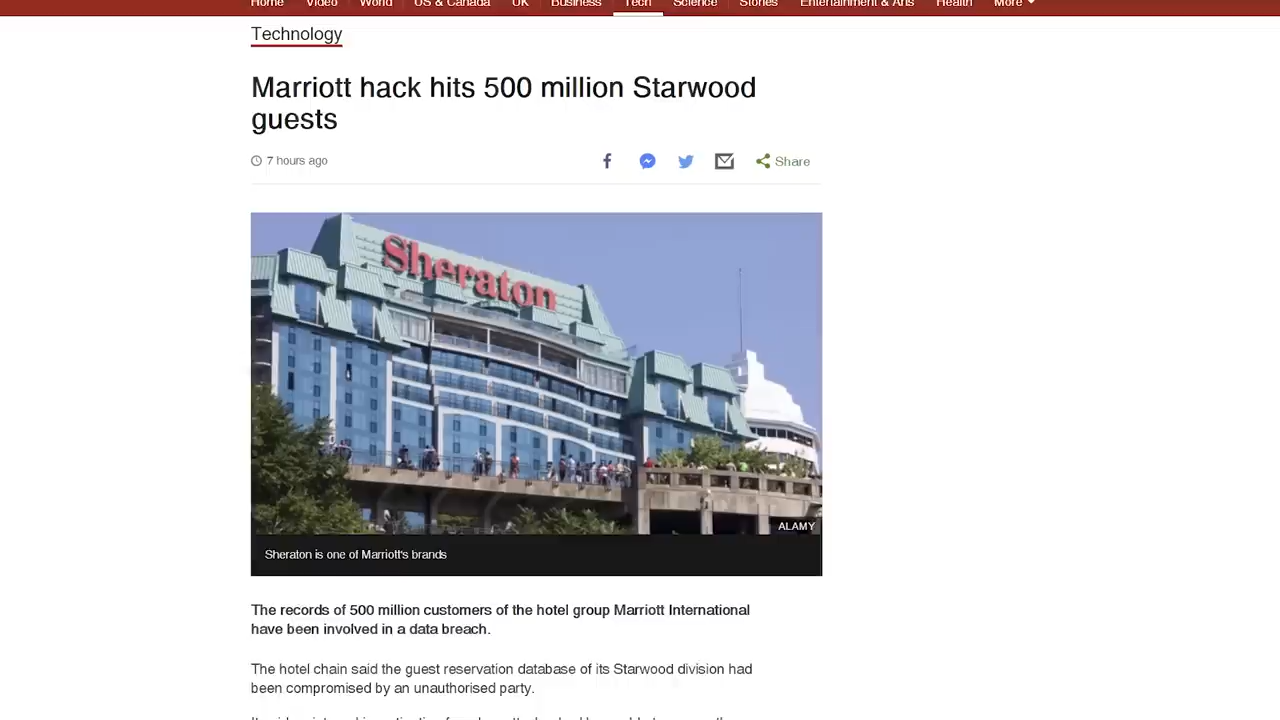 Home Video World US & Canada UK Business Tech Science Stories Entertainment & Arts Health More
Technology
Marriott hack hits 500 million Starwood
guests
7 hours ago
Share
Sheraton
ALAMY
Sheraton is one of Marriott's brands
The records of 500 million customers of the hotel group Marriott International
have been involved in a data breach.
The hotel chain said the guest reservation database of its Starwood division had
been compromised by an unauthorised party.